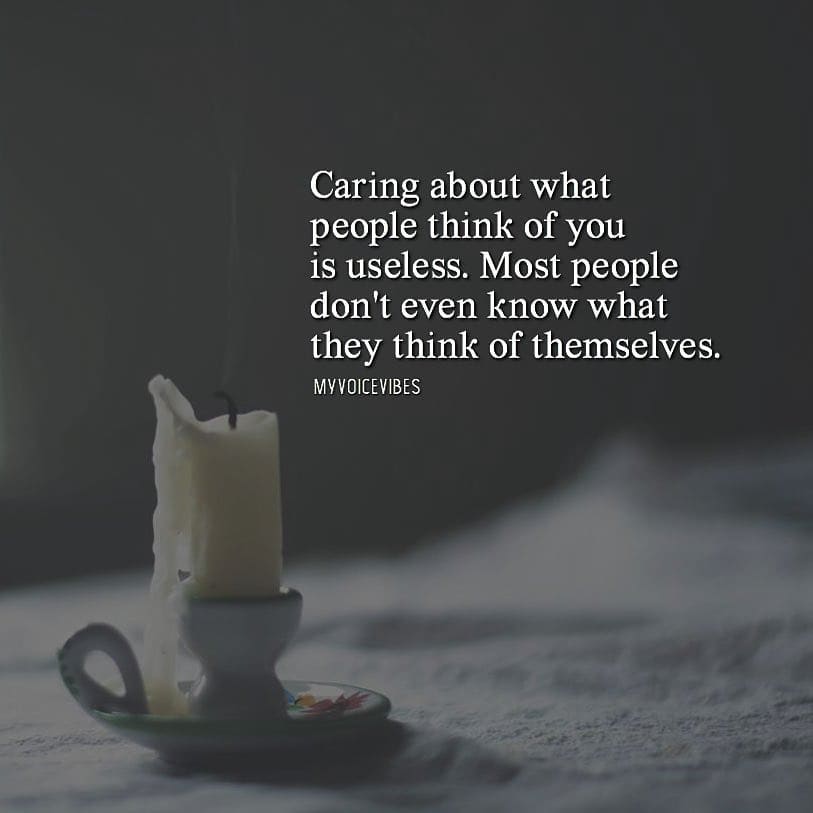 Caring about what
people think of you
is useless. Most people
don't even know what
they think of themselves.
MYVOICEVIBES